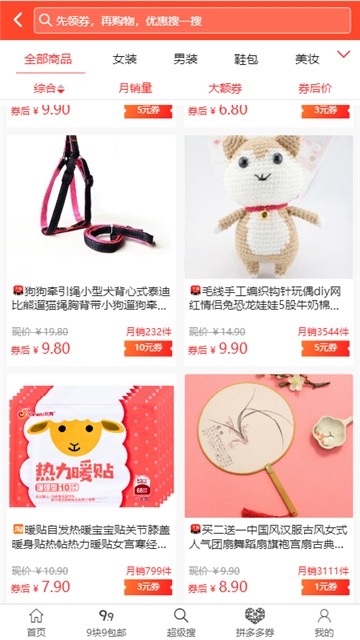 先领券，再购物，优惠搜一搜
全部商品 女装 男装 鞋包 美妆
综合 月销量 大额券 券后价
券后 ¥ 9.90 5元券 券后 ¥ 6.80 3元券
狗狗牵引绳小型犬背心式泰迪
比熊遛猫绳胸背带小狗遛狗牵...
现价 ¥ 19.80 月销232件
券后 ¥ 9.80 10元券
毛线手工编织钩针玩偶diy网
红情侣兔恐龙娃娃5股牛奶棉...
现价 ¥ 14.90 月销3544件
券后 ¥ 9.90 5元券
热力暖贴
10
53
68
暖贴自发热暖宝宝贴关节膝盖
暖身贴热帖热力暖贴女宫寒经...
现价 ¥ 10.90 月销799件
券后 ¥ 7.90 3元券
买二送一中国风汉服古风女式
人气团扇舞蹈扇旗袍宫扇古典...
现价 ¥ 11.90 月销3111件
券后 ¥ 8.90 3元券
首页 9块9包邮 超级搜 拼多多券 我的